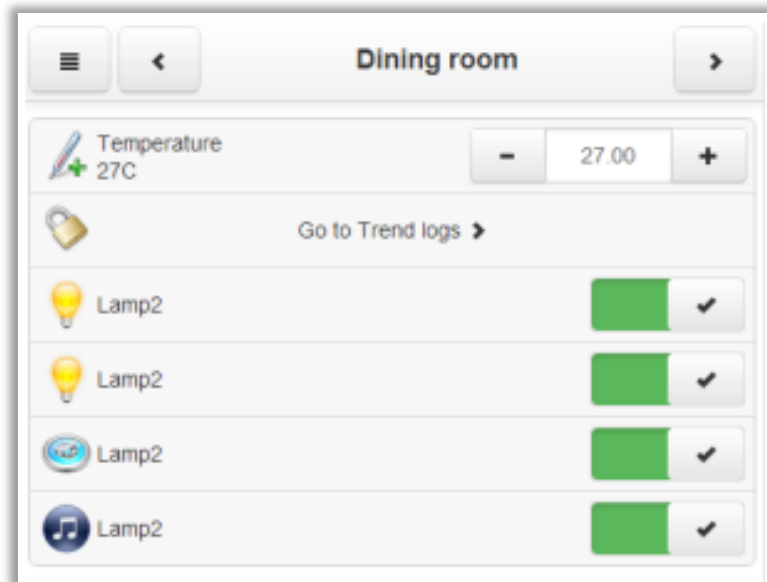 Dining room
Temperature
27C
27.00
Go to Trend logs
Lamp2
Lamp2
Lamp2
Lamp2